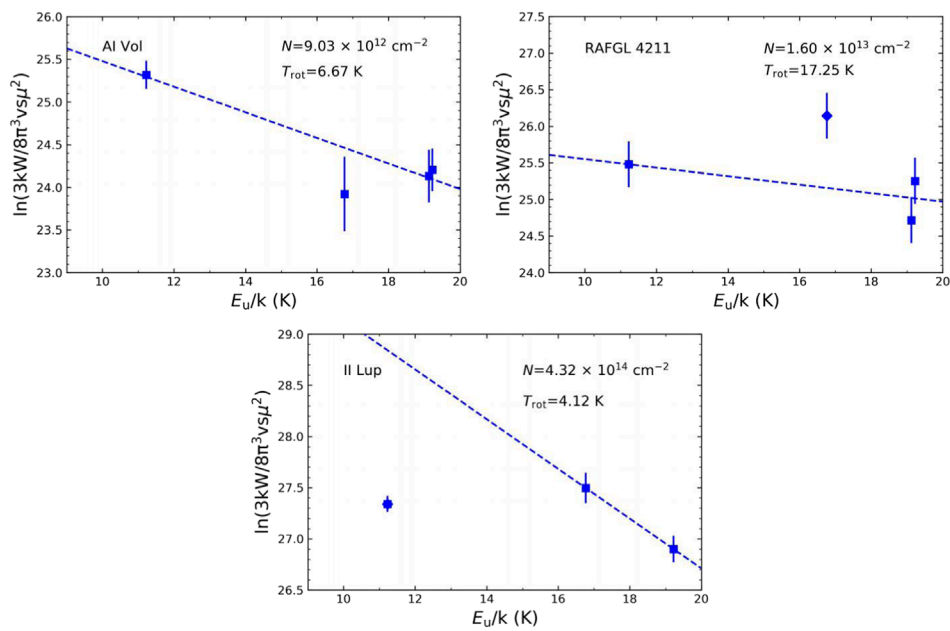 26.0
25.5
25.0
24.5
24.0
23.5
23.0
ln(3kW/8π³νsμ²)
AI Vol
N=9.03 × 10¹² cm⁻²
T_rot=6.67 K
10 12 14 16 18 20
E_u/k (K)
27.5
27.0
26.5
26.0
25.5
25.0
24.5
24.0
ln(3kW/8π³νsμ²)
RAFGL 4211
N=1.60 × 10¹³ cm⁻²
T_rot=17.25 K
10 12 14 16 18 20
E_u/k (K)
29.0
28.5
28.0
27.5
27.0
26.5
ln(3kW/8π³νsμ²)
II Lup
N=4.32 × 10¹⁴ cm⁻²
T_rot=4.12 K
10 12 14 16 18 20
E_u/k (K)